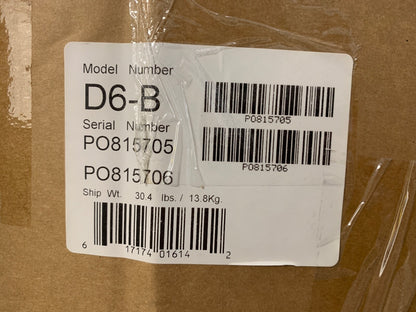 Model Number
D6-B
PO815705
Serial Number
PO815705
PO815706
PO815706
Ship Wt. 30.4 lbs./ 13.8Kg.
6 17174 01614 2